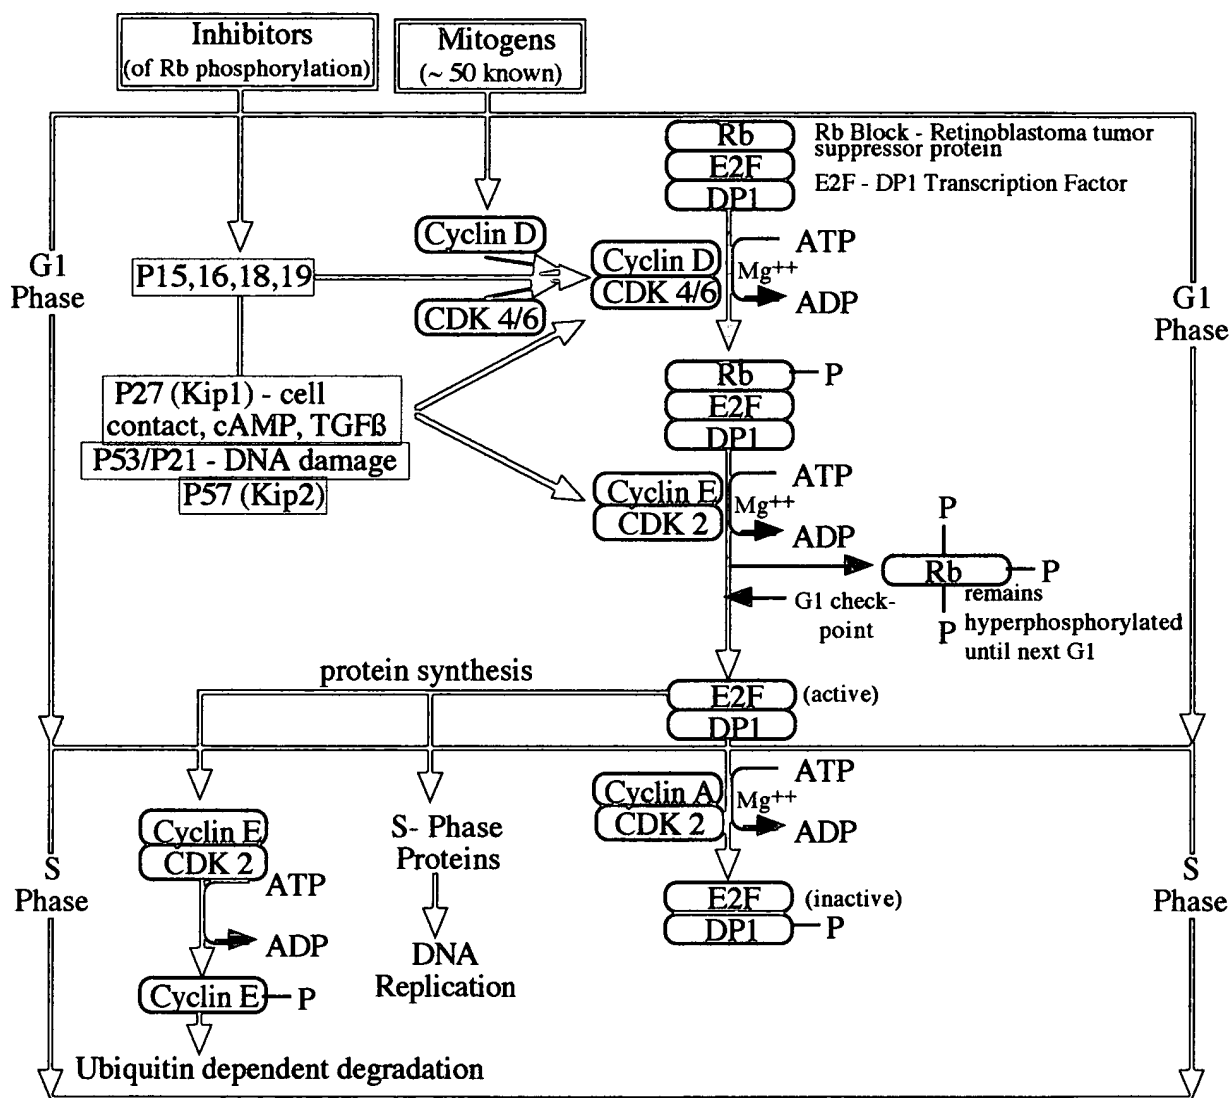 Inhibitors
(of Rb phosphorylation)
Mitogens
(~ 50 known)
Rb
E2F
DP1
Rb Block - Retinoblastoma tumor
suppressor protein
E2F - DP1 Transcription Factor
G1
Phase
P15,16,18,19
Cyclin D
CDK 4/6
Cyclin D
CDK 4/6
ATP
Mg++
ADP
G1
Phase
P27 (Kip1) - cell
contact, cAMP, TGFß
P53/P21 - DNA damage
P57 (Kip2)
Rb
P
E2F
DP1
Cyclin E
CDK 2
ATP
Mg++
ADP
P
Rb
P
P
remains
hyperphosphorylated
until next G1
G1 check-
point
protein synthesis
E2F
(active)
DP1
S
Phase
Cyclin E
CDK 2
ATP
ADP
Cyclin E
P
Ubiquitin dependent degradation
S- Phase
Proteins
DNA
Replication
Cyclin A
CDK 2
ATP
Mg++
ADP
E2F
(inactive)
DP1
P
S
Phase